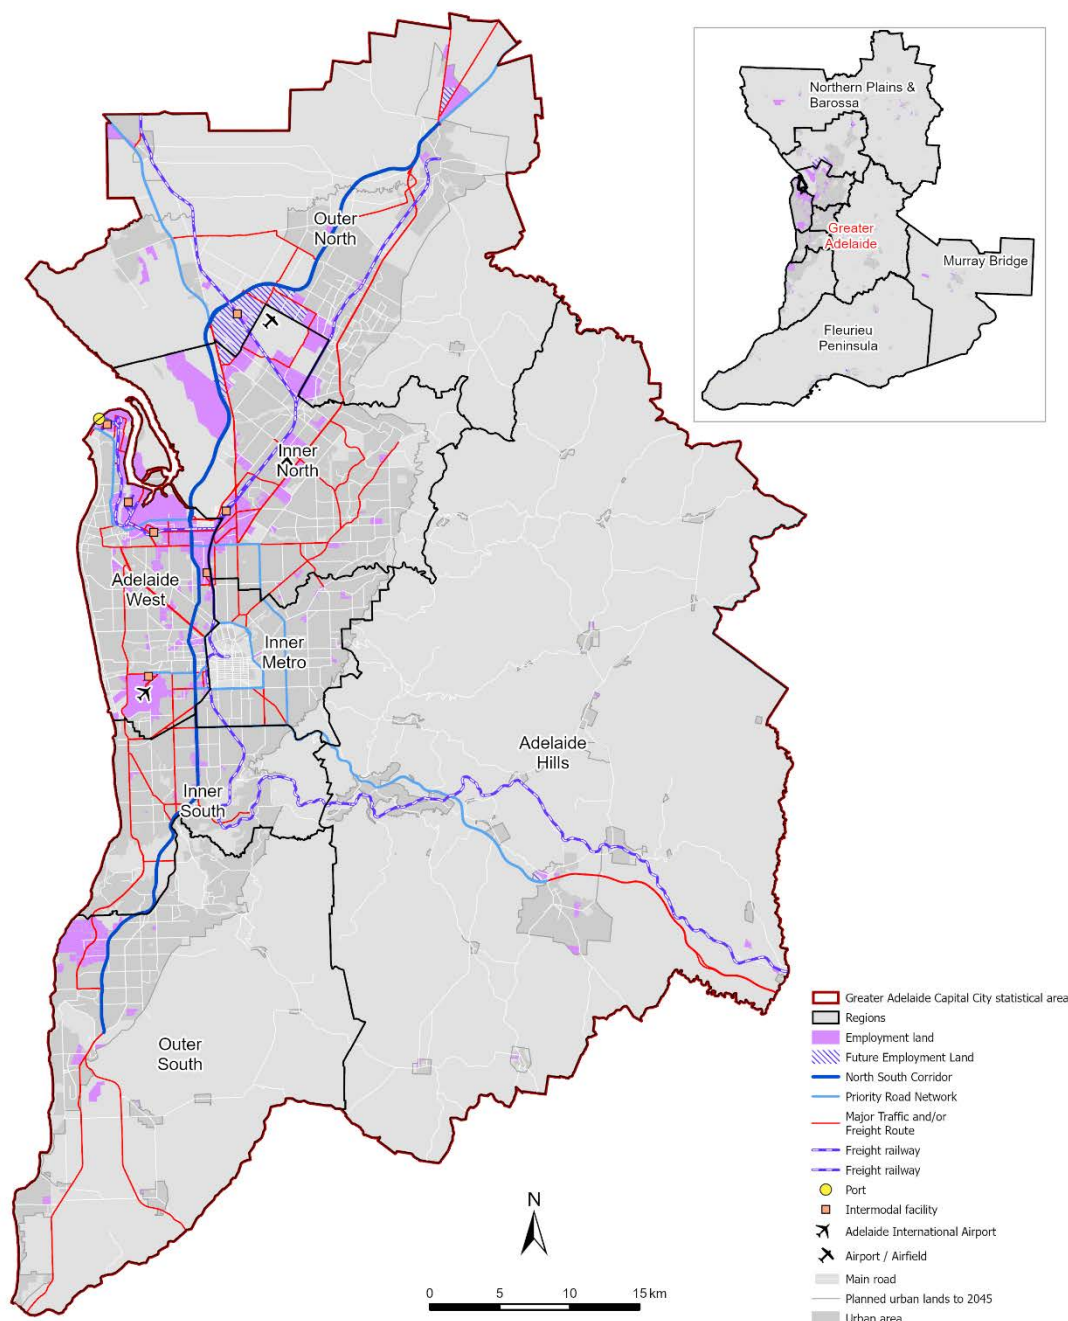 Northern Plains &
Barossa
Greater
Adelaide
Murray Bridge
Fleurieu
Peninsula
Outer
North
Inner
North
Adelaide
West
Inner
Metro
Adelaide
Hills
Inner
South
Outer
South
N
0 5 10 15 km
Greater Adelaide Capital City statistical area
Regions
Employment land
Future Employment Land
North South Corridor
Priority Road Network
Major Traffic and/or
Freight Route
Freight railway
Freight railway
Port
Intermodal facility
Adelaide International Airport
Airport / Airfield
Main road
Planned urban lands to 2045
Urban area